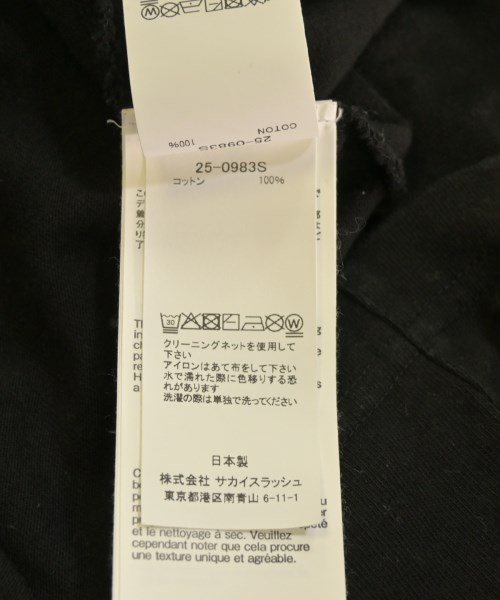 100%
COTON
25-0983S
25-0983S
コットン 100%
30
W
クリーニングネットを使用して
下さい
アイロンはあて布をして下さい
水で濡れた際に色移りする恐
れがあります
洗濯の際は単独で洗ってください
日本製
株式会社 サカイスラッシュ
東京都港区南青山 6-11-1
et le nettoyage à sec. Veuillez
cependant noter que cela procure
une texture unique et agréable.